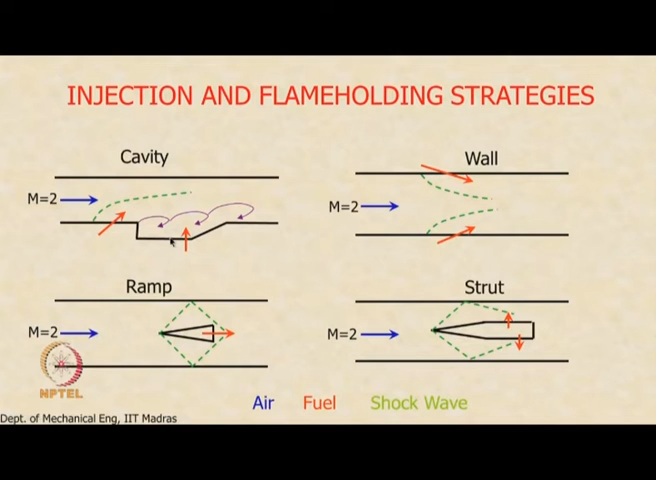 INJECTION AND FLAMEHOLDING STRATEGIES
Cavity
Wall
M=2
M=2
Ramp
Strut
M=2
M=2
NPTEL
Air Fuel Shock Wave
Dept. of Mechanical Eng, IIT Madras